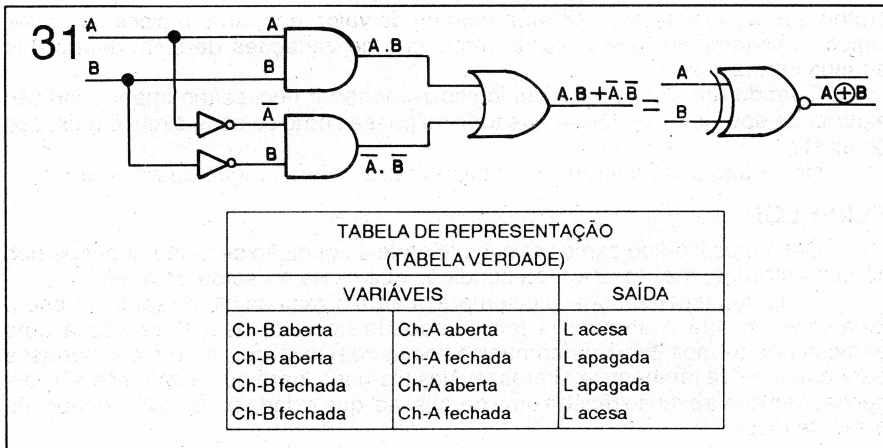 31
A A A.B
B B
A.B+A̅.B̅ = A A̅⊕B̅
B
A̅
B̅ A̅.B̅
TABELA DE REPRESENTAÇÃO
(TABELA VERDADE)
VARIÁVEIS SAÍDA
Ch-B aberta Ch-A aberta L acesa
Ch-B aberta Ch-A fechada L apagada
Ch-B fechada Ch-A aberta L apagada
Ch-B fechada Ch-A fechada L acesa